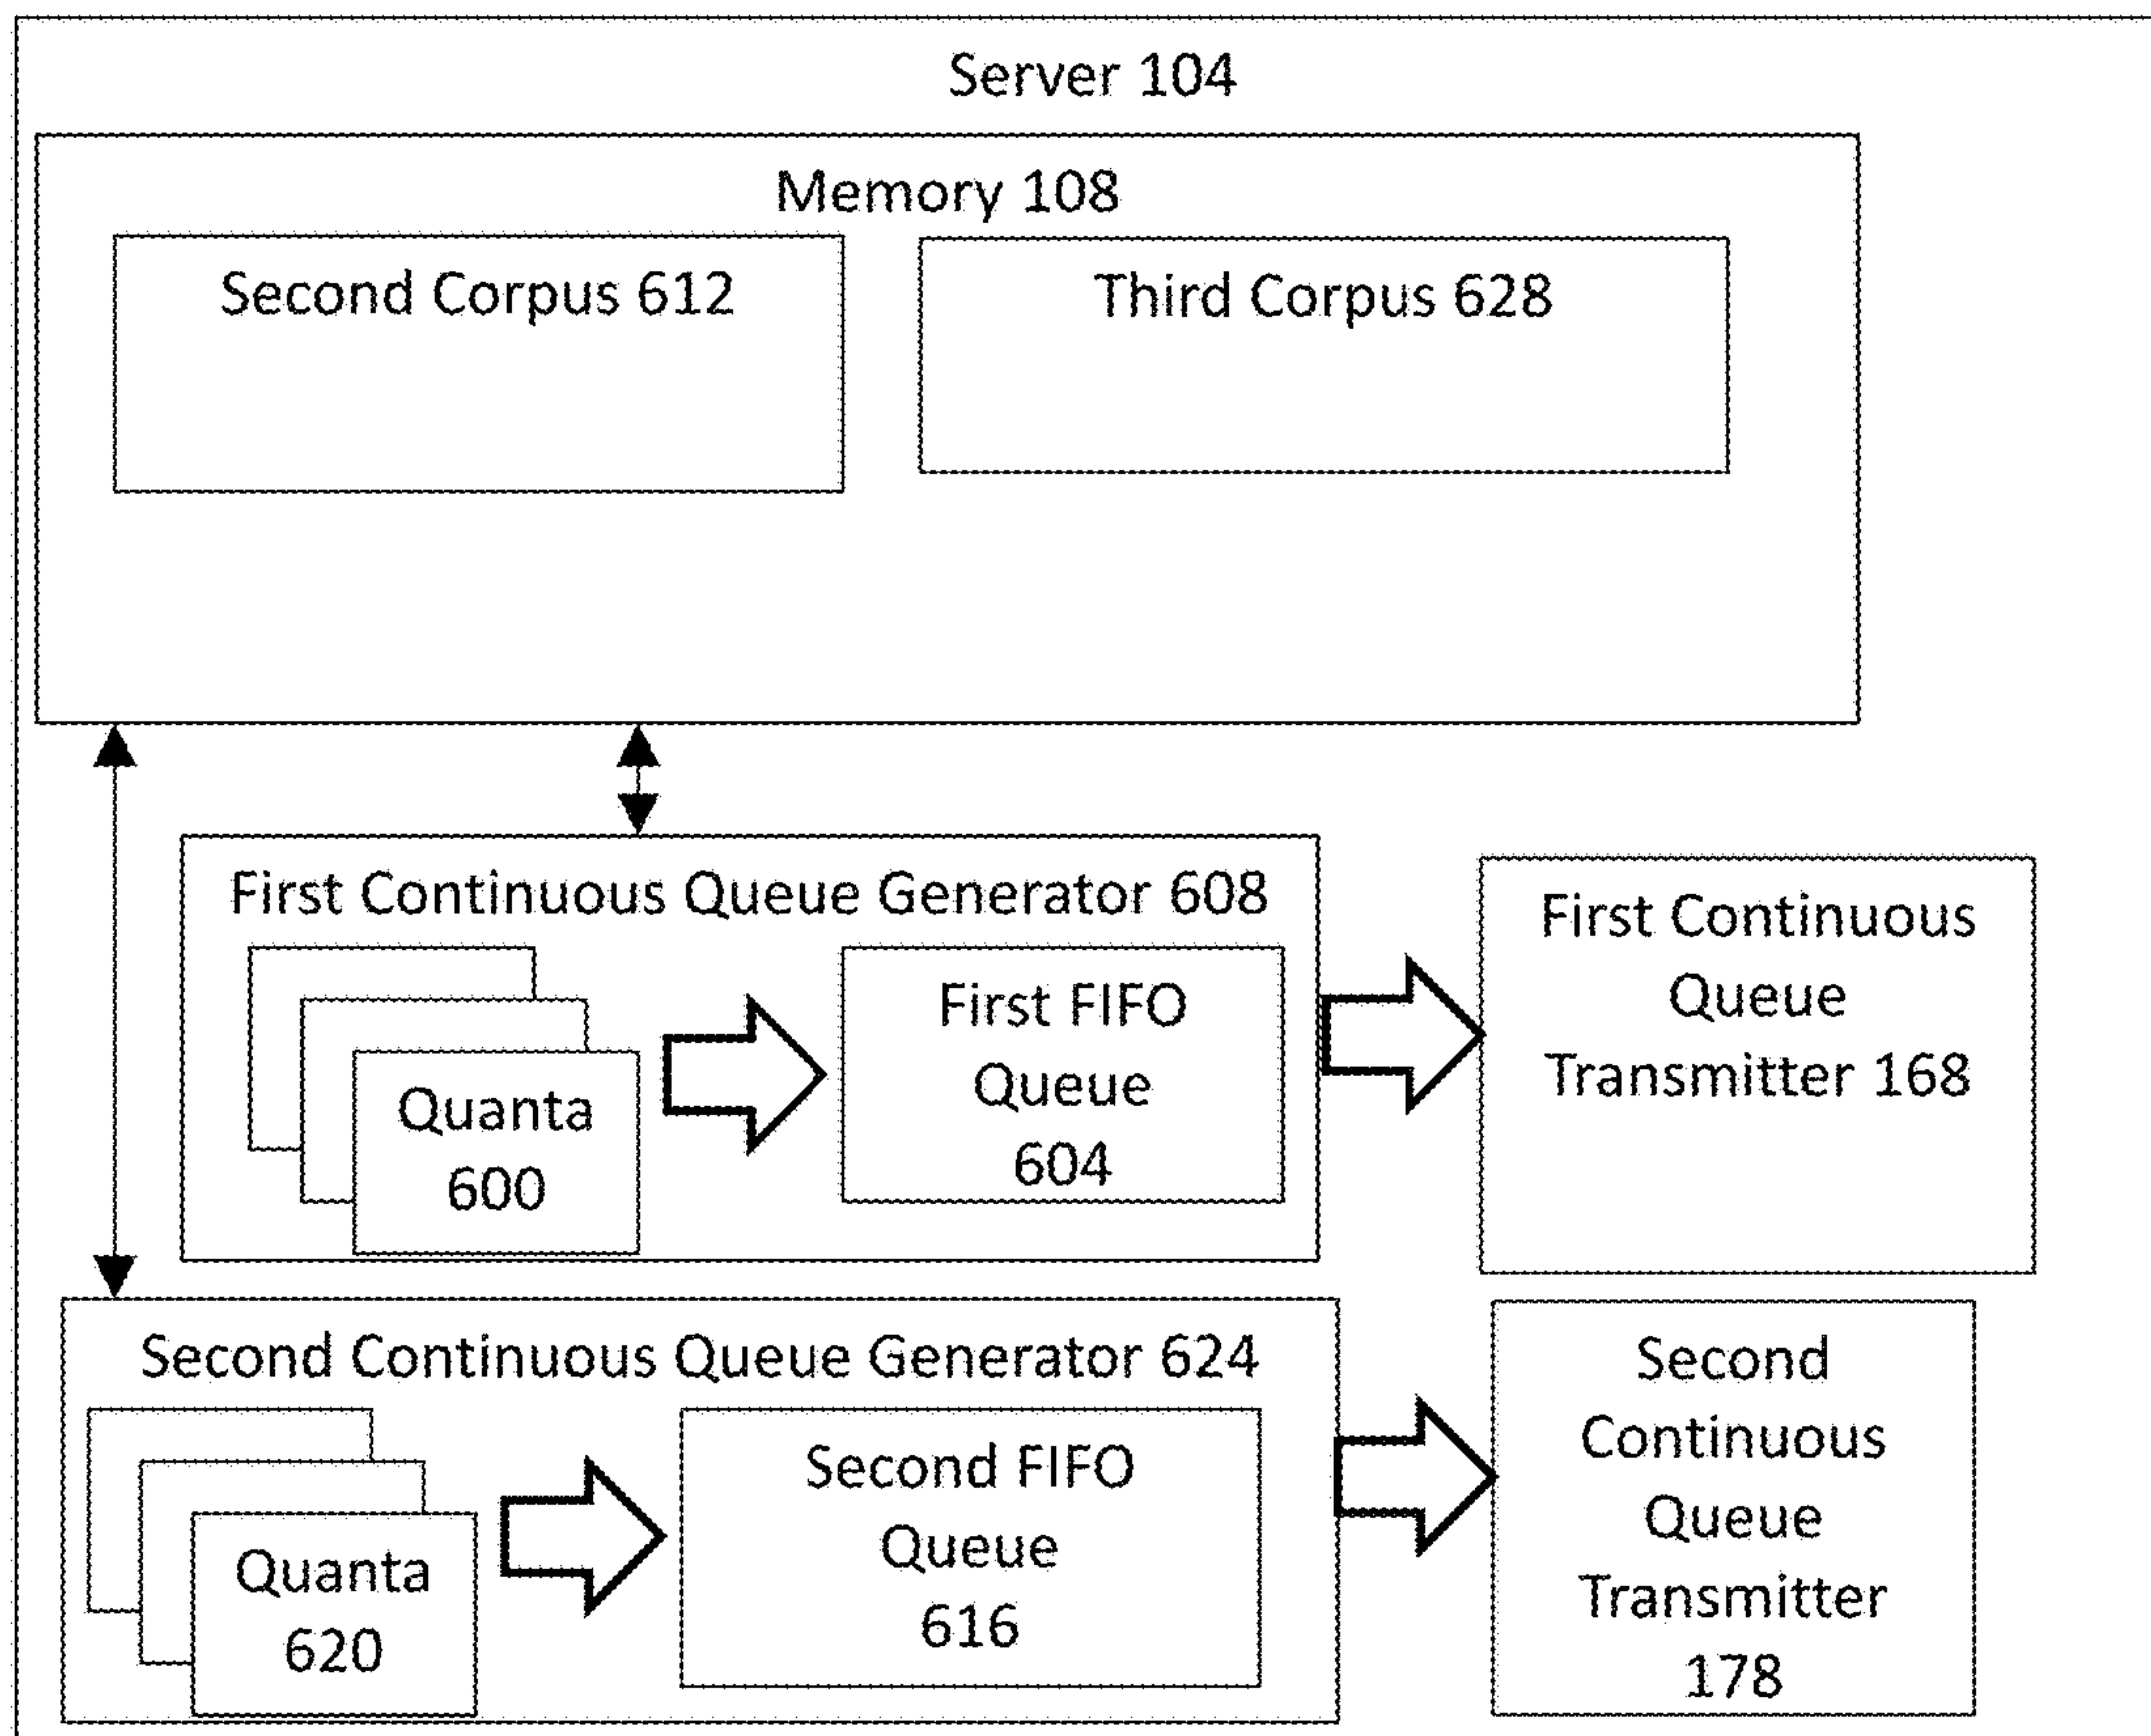 Server 104
Memory 108
Second Corpus 612
Third Corpus 628
First Continuous Queue Generator 608
Quanta
600
First FIFO
Queue
604
First Continuous
Queue
Transmitter 168
Second Continuous Queue Generator 624
Quanta
620
Second FIFO
Queue
616
Second
Continuous
Queue
Transmitter
178